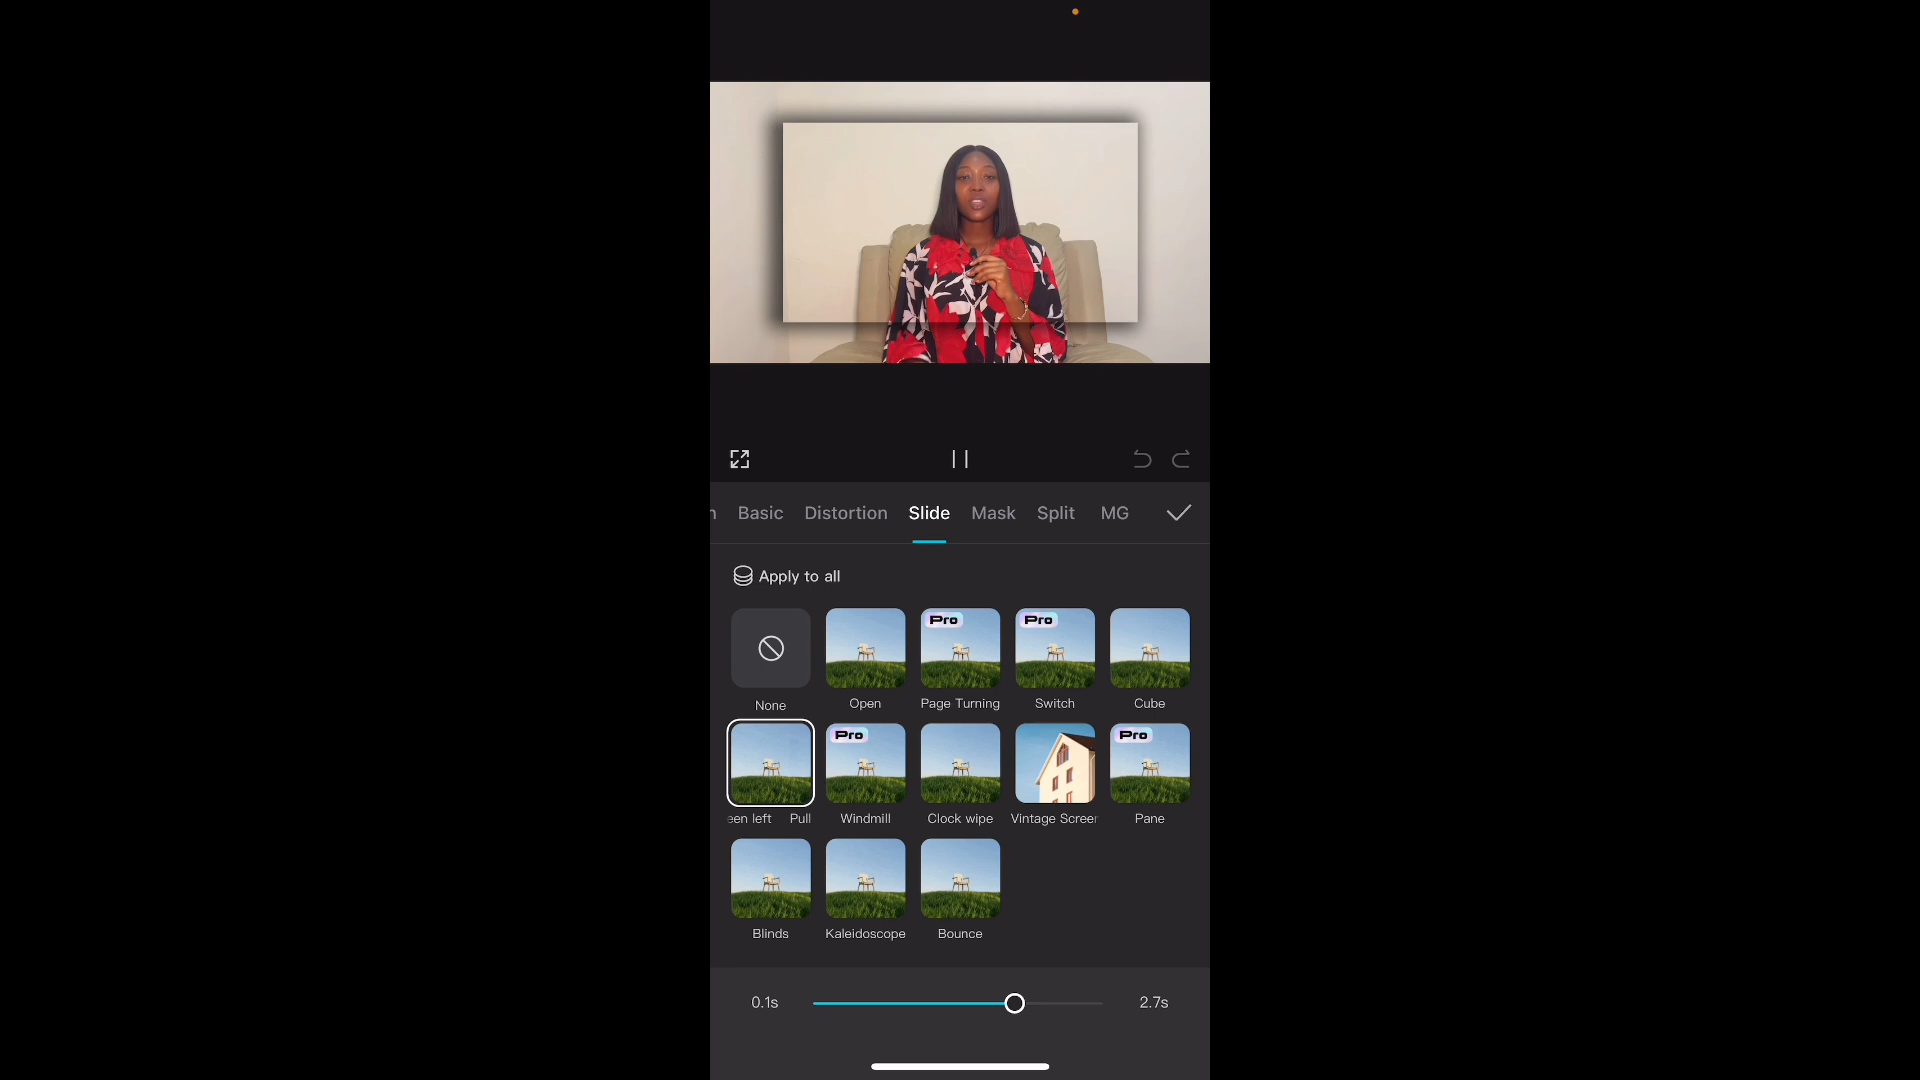 Basic Distortion Slide Mask Split MG
Apply to all
Pro Pro
None Open Page Turning Switch Cube
Pro Pro
een left Pull Windmill Clock wipe Vintage Screen Pane
Blinds Kaleidoscope Bounce
0.1s 2.7s